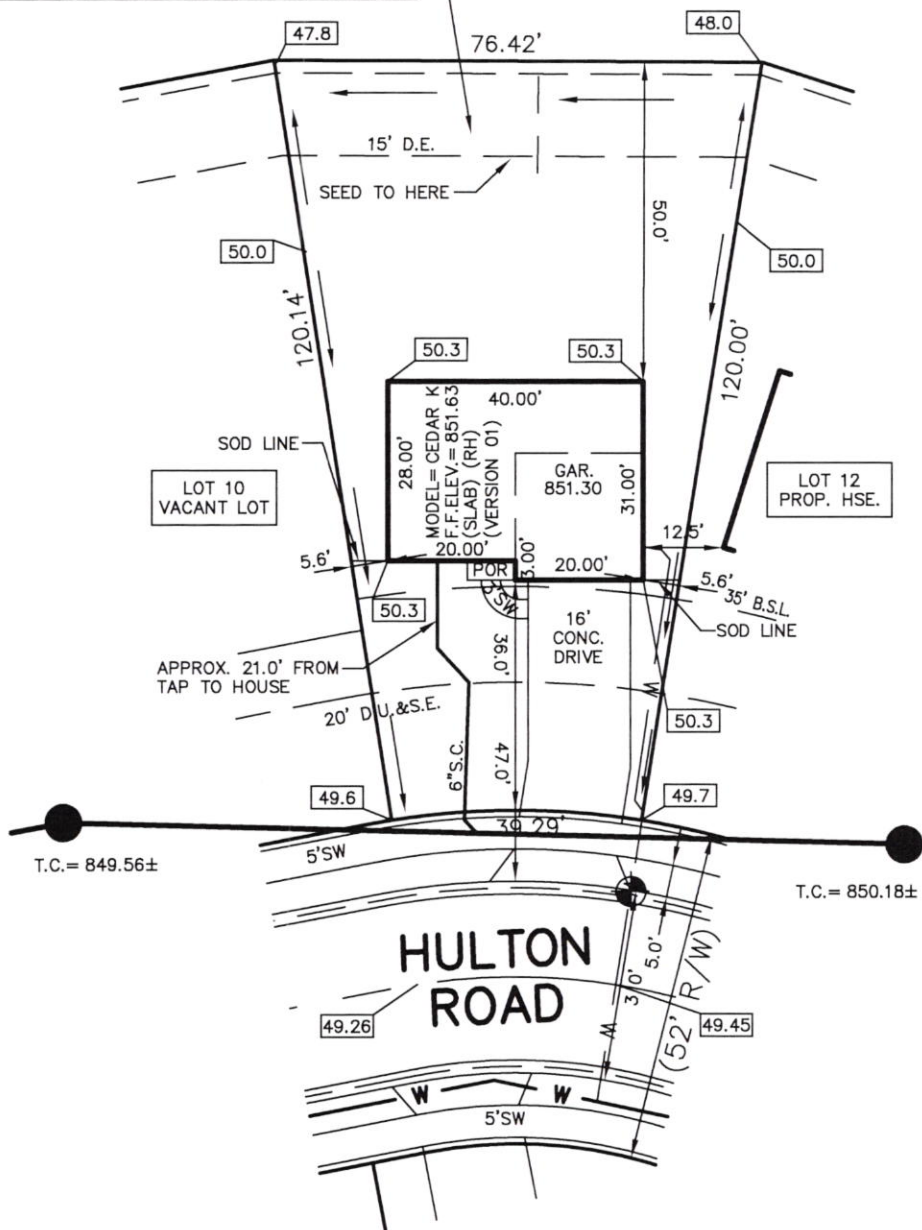 47.8
76.42'
48.0
15' D.E.
SEED TO HERE
50.0'
50.0
50.0
120.14'
120.00'
50.3
50.3
40.00'
28.00'
MODEL= CEDAR K
F.F.ELEV.= 851.63
(SLAB) (RH)
(VERSION 01)
GAR.
851.30
31.00'
SOD LINE
LOT 10
VACANT LOT
LOT 12
PROP. HSE.
12.5'
5.6'
20.00'
POR
3.00'
20.00'
5.6'
35' B.S.L.
50.3
3'SW
16'
CONC.
DRIVE
SOD LINE
36.0'
APPROX. 21.0' FROM
TAP TO HOUSE
W
20' D.U.&S.E.
50.3
6"S.C.
47.0'
49.6
49.7
39.29'
T.C.= 849.56±
5'SW
T.C.= 850.18±
HULTON
ROAD
5.0'
(52' R/W)
49.26
49.45
W
W
W
5'SW